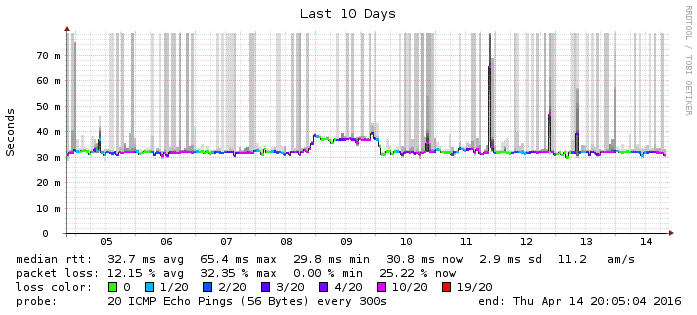 Last 10 Days
RRDTOOL / TOBI OETIKER
Seconds
70 m
60 m
50 m
40 m
30 m
20 m
10 m
0
05 06 07 08 09 10 11 12 13 14
median rtt: 32.7 ms avg 65.4 ms max 29.8 ms min 30.8 ms now 2.9 ms sd 11.2 am/s
packet loss: 12.15 % avg 32.35 % max 0.00 % min 25.22 % now
loss color: 0 1/20 2/20 3/20 4/20 10/20 19/20
probe: 20 ICMP Echo Pings (56 Bytes) every 300s end: Thu Apr 14 20:05:04 2016